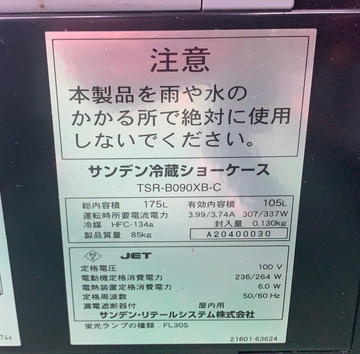 注意
本製品を雨や水の
かかる所で絶対に使用
しないでください。
サンデン冷蔵ショーケース
TSR-B090XB-C
総内容積 175L 有効内容積 105L
運転時所要電流電力 3.99/3.74A 307/337W
冷媒 HFC-134a 封入量 0.130kg
製品質量 85kg A20400030
JET
定格電圧 100 V
電動機定格消費電力 236/264 W
電熱装置定格消費電力 6.0 W
定格周波数 50/60 Hz
漏電遮断器付 屋内用
サンデン・リテールシステム株式会社
蛍光ランプの種類 FL30S
21601-63624